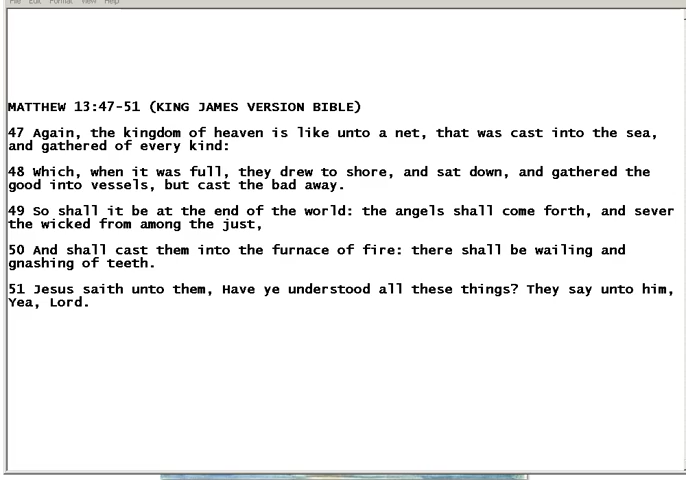 File Edit Format View Help
MATTHEW 13:47-51 (KING JAMES VERSION BIBLE)
47 Again, the kingdom of heaven is like unto a net, that was cast into the sea,
and gathered of every kind:
48 Which, when it was full, they drew to shore, and sat down, and gathered the
good into vessels, but cast the bad away.
49 So shall it be at the end of the world: the angels shall come forth, and sever
the wicked from among the just,
50 And shall cast them into the furnace of fire: there shall be wailing and
gnashing of teeth.
51 Jesus saith unto them, Have ye understood all these things? They say unto him,
Yea, Lord.